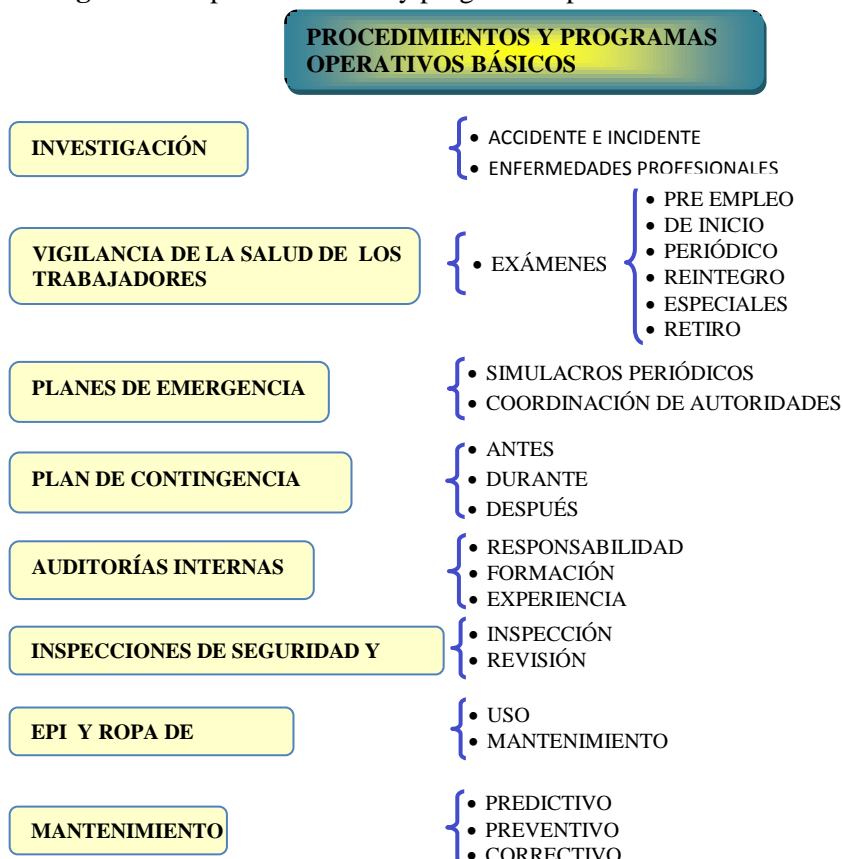 PROCEDIMIENTOS Y PROGRAMAS
OPERATIVOS BÁSICOS
INVESTIGACIÓN
• ACCIDENTE E INCIDENTE
• ENFERMEDADES PROFESIONALES
VIGILANCIA DE LA SALUD DE LOS
TRABAJADORES
• EXÁMENES
• PRE EMPLEO
• DE INICIO
• PERIÓDICO
• REINTEGRO
• ESPECIALES
• RETIRO
PLANES DE EMERGENCIA
• SIMULACROS PERIÓDICOS
• COORDINACIÓN DE AUTORIDADES
PLAN DE CONTINGENCIA
• ANTES
• DURANTE
• DESPUÉS
AUDITORÍAS INTERNAS
• RESPONSABILIDAD
• FORMACIÓN
• EXPERIENCIA
INSPECCIONES DE SEGURIDAD Y
• INSPECCIÓN
• REVISIÓN
EPI Y ROPA DE
• USO
• MANTENIMIENTO
MANTENIMIENTO
• PREDICTIVO
• PREVENTIVO
• CORRECTIVO